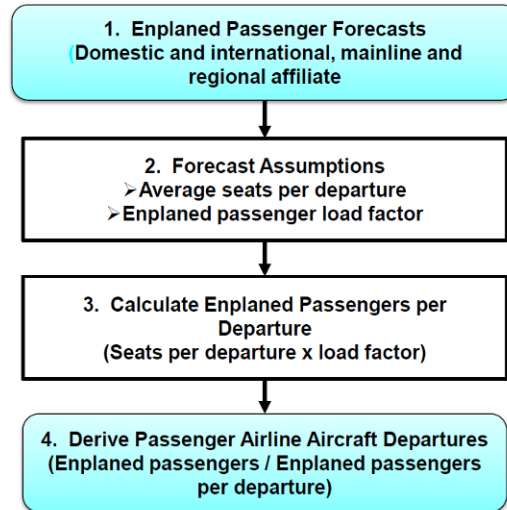 1. Enplaned Passenger Forecasts
(Domestic and international, mainline and
regional affiliate
2. Forecast Assumptions
➢Average seats per departure
➢Enplaned passenger load factor
3. Calculate Enplaned Passengers per
Departure
(Seats per departure x load factor)
4. Derive Passenger Airline Aircraft Departures
(Enplaned passengers / Enplaned passengers
per departure)